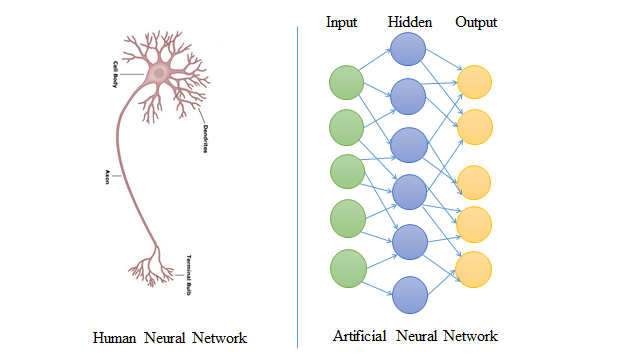 Cell Body
Dendrites
Axon
Terminal Bulb
Human Neural Network
Input Hidden Output
Artificial Neural Network